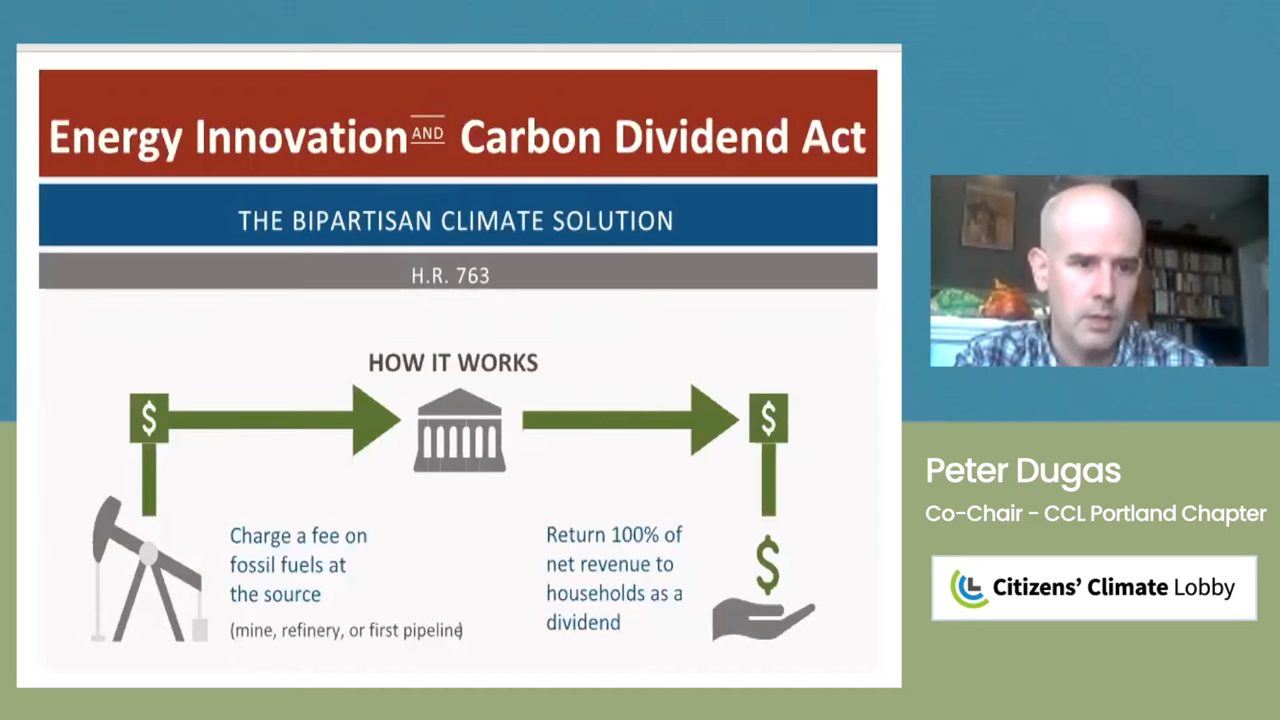 Energy Innovation AND Carbon Dividend Act
THE BIPARTISAN CLIMATE SOLUTION
H.R. 763
HOW IT WORKS
$
$
Charge a fee on
fossil fuels at
the source
(mine, refinery, or first pipeline)
Return 100% of
net revenue to
households as a
dividend
$
Peter Dugas
Co-Chair - CCL Portland Chapter
Citizens' Climate Lobby